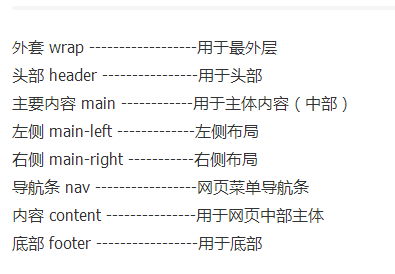 外套 wrap ------------------用于最外层
头部 header ----------------用于头部
主要内容 main ------------用于主体内容（中部）
左侧 main-left -------------左侧布局
右侧 main-right -----------右侧布局
导航条 nav -----------------网页菜单导航条
内容 content ---------------用于网页中部主体
底部 footer -----------------用于底部